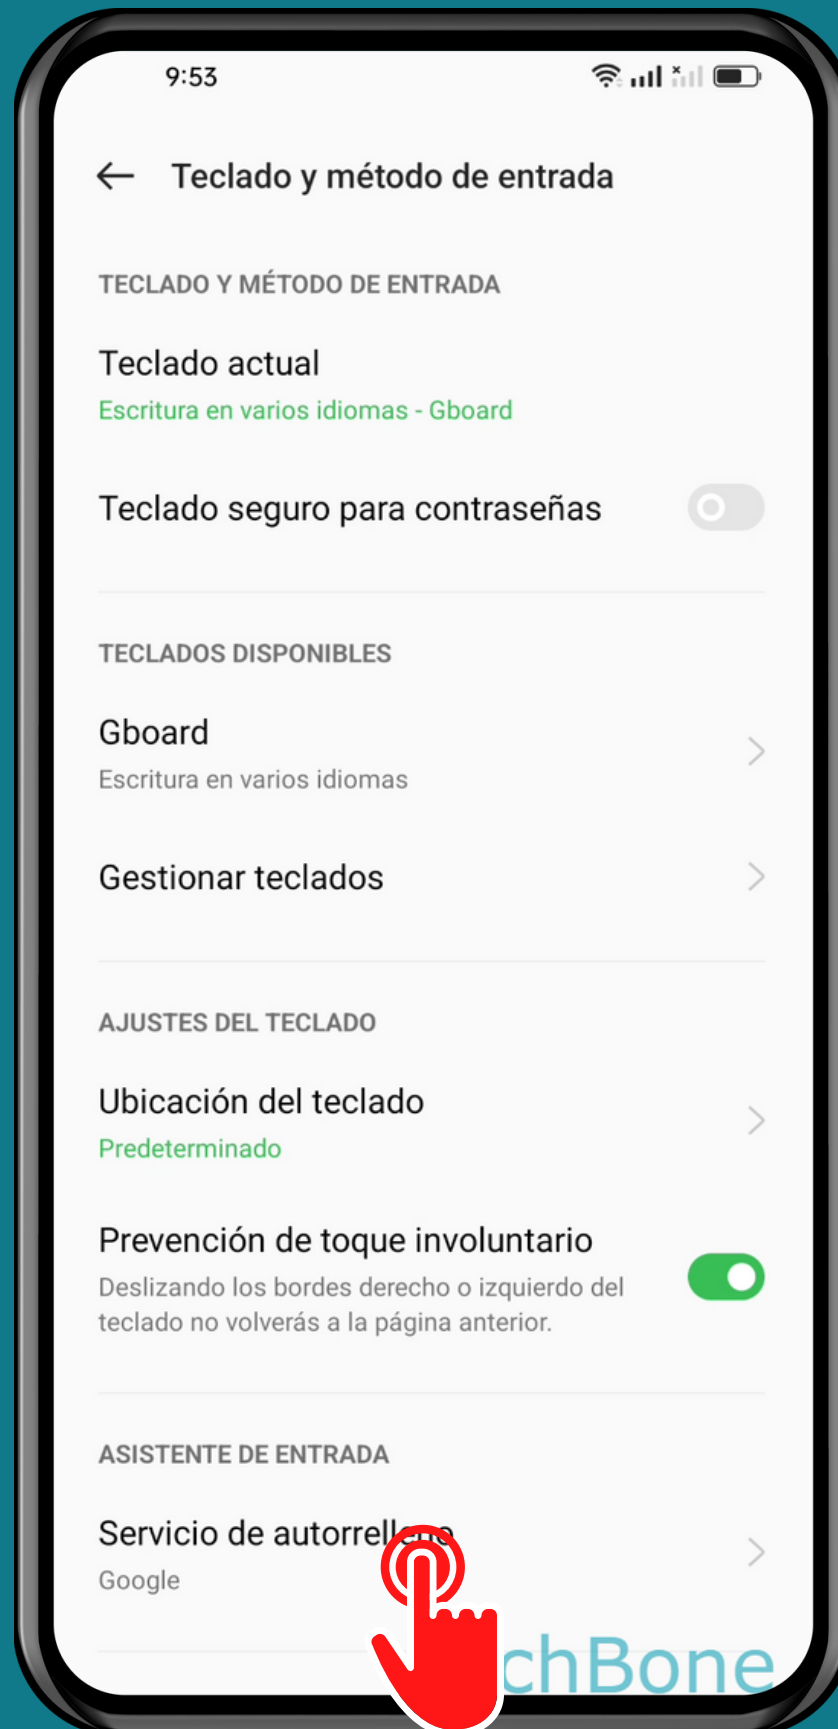 9:53
Teclado y método de entrada
TECLADO Y MÉTODO DE ENTRADA
Teclado actual
Escritura en varios idiomas - Gboard
Teclado seguro para contraseñas
TECLADOS DISPONIBLES
Gboard
Escritura en varios idiomas
Gestionar teclados
AJUSTES DEL TECLADO
Ubicación del teclado
Predeterminado
Prevención de toque involuntario
Deslizando los bordes derecho o izquierdo del
teclado no volverás a la página anterior.
ASISTENTE DE ENTRADA
Servicio de autorrelleno
Google
chBone